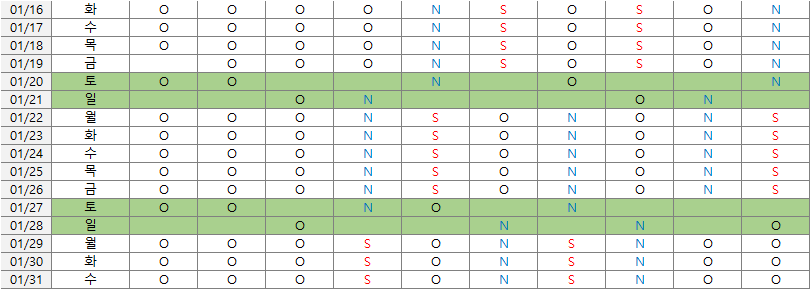 01/16 화 O O O O N S O S O N
01/17 수 O O O O N S O S O N
01/18 목 O O O O N S O S O N
01/19 금 O O O N S O S O N
01/20 토 O O N O N
01/21 일 O N O N
01/22 월 O O O N S O N O N S
01/23 화 O O O N S O N O N S
01/24 수 O O O N S O N O N S
01/25 목 O O O N S O N O N S
01/26 금 O O O N S O N O N S
01/27 토 O O N O N
01/28 일 O N N O
01/29 월 O O O S O N S N O O
01/30 화 O O O S O N S N O O
01/31 수 O O O S O N S N O O